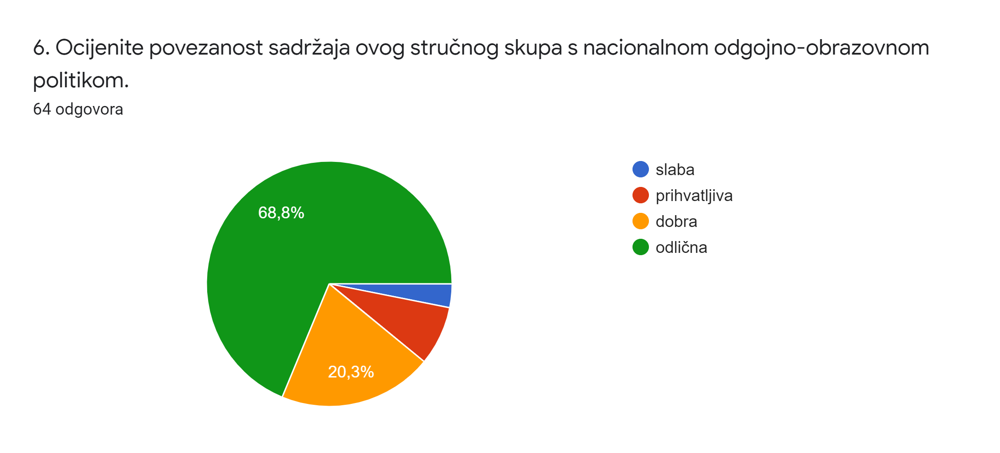 6. Ocijenite povezanost sadržaja ovog stručnog skupa s nacionalnom odgojno-obrazovnom
politikom.
64 odgovora
68,8%
20,3%
slaba
prihvatljiva
dobra
odlična